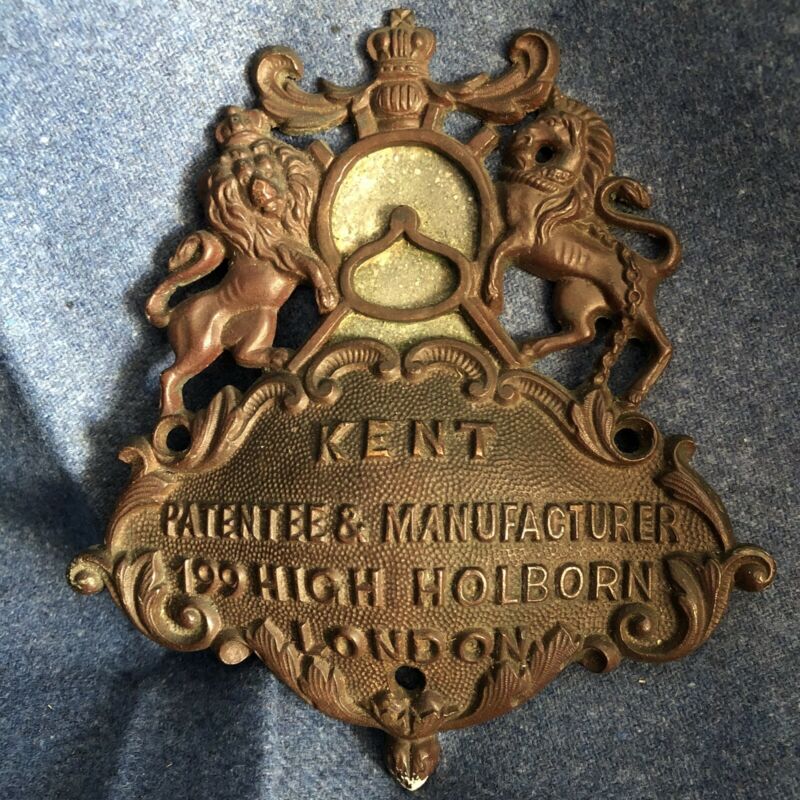 KENT
PATENTEE & MANUFACTURER
199 HIGH HOLBORN
LONDON